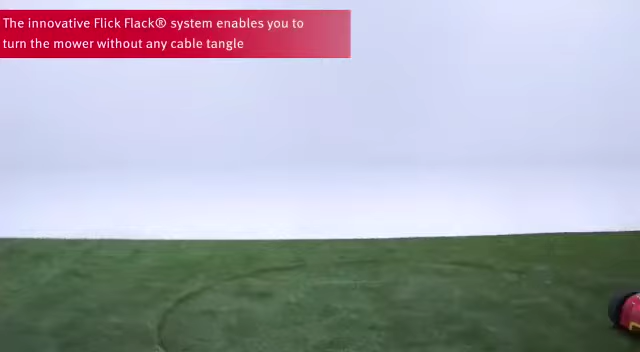 The innovative Flick Flack® system enables you to
turn the mower without any cable tangle